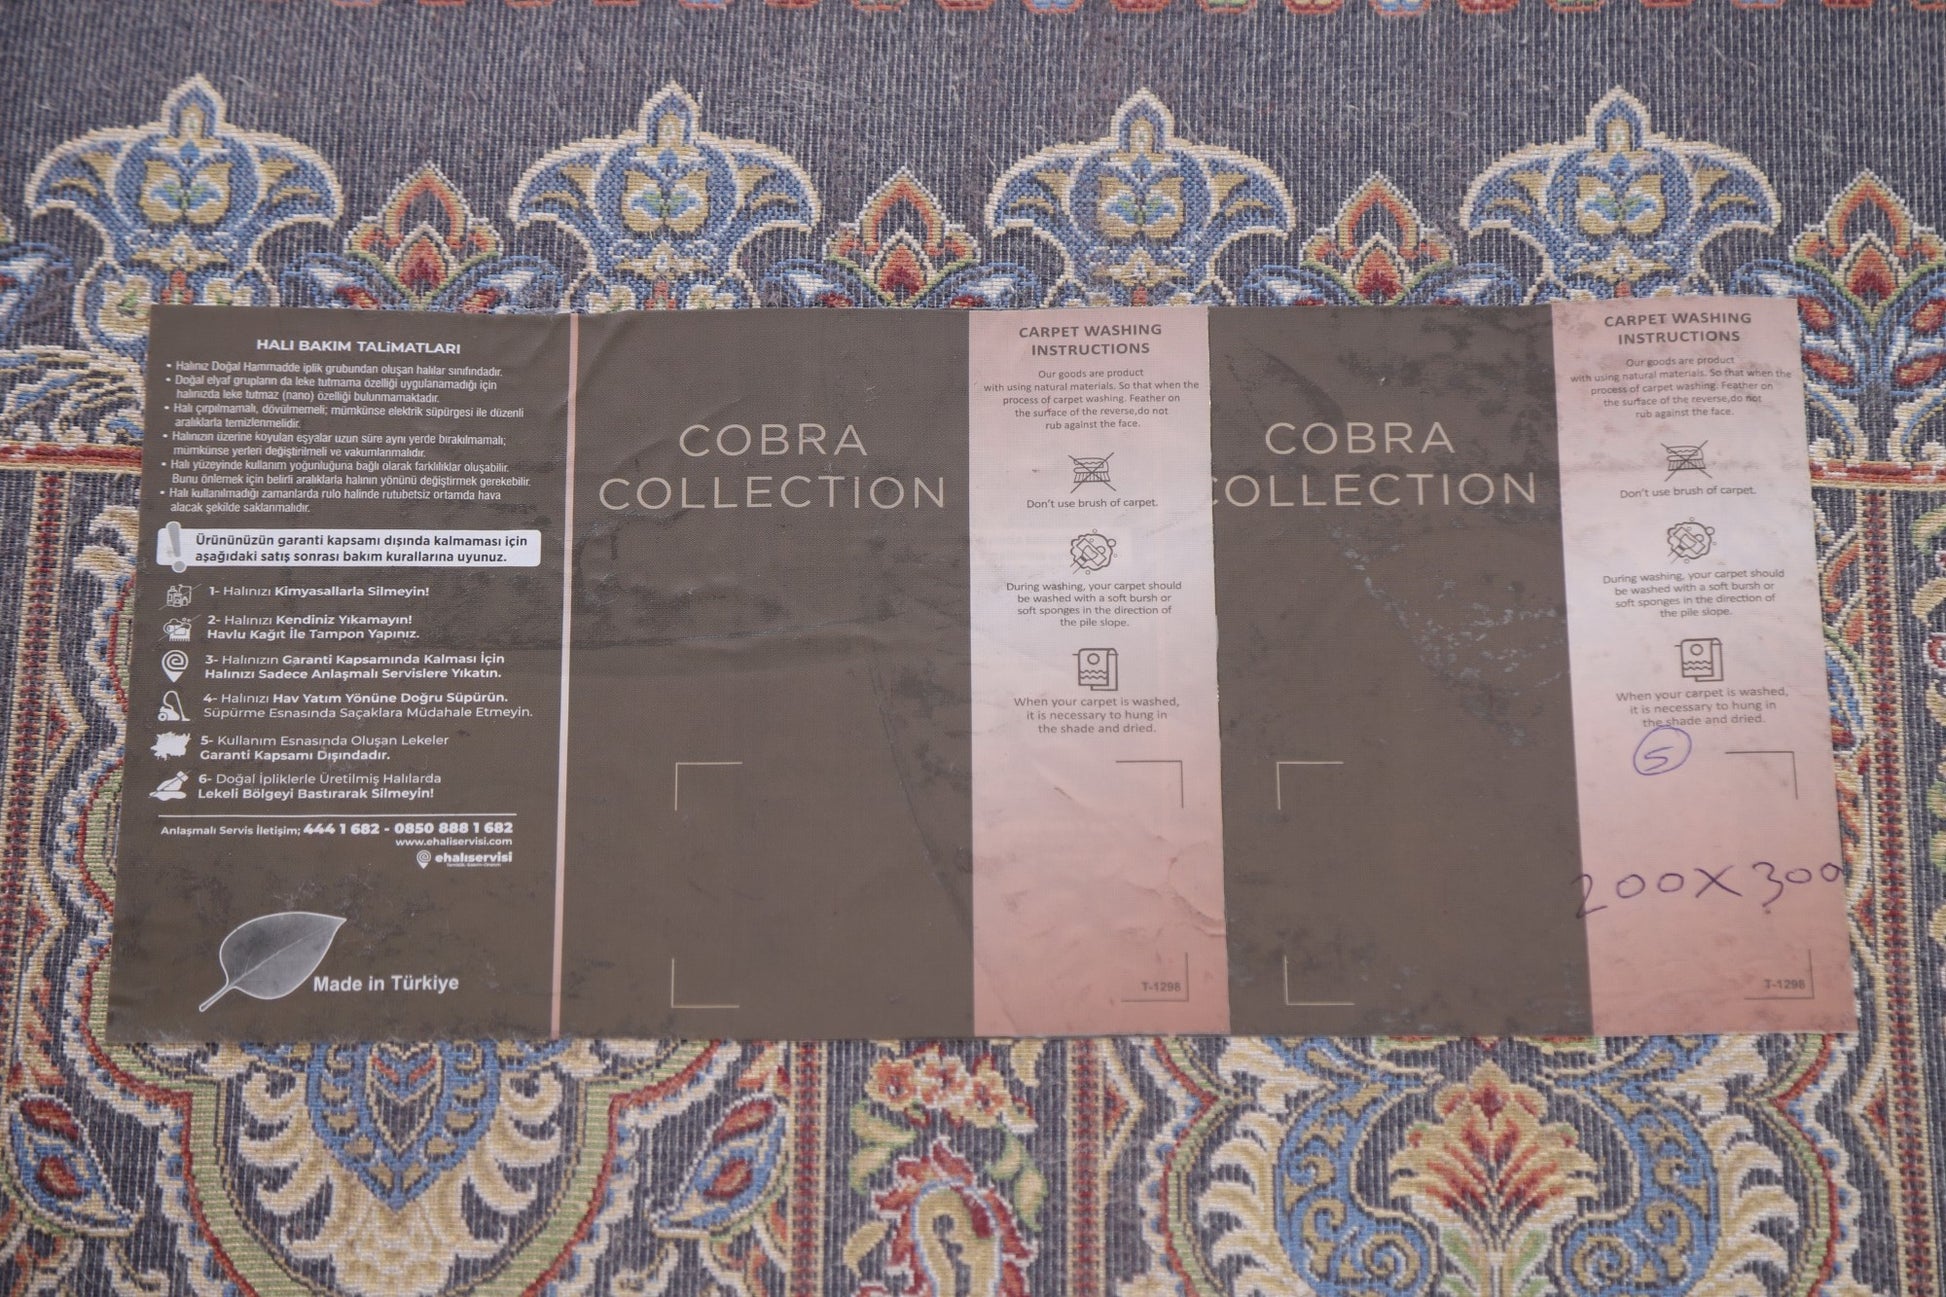 HALI BAKIM TALiMATLARI
• Halınız Doğal Hammadde iplik grubundan oluşan halılar sınıfındadır.
• Doğal elyaf grupların da leke tutmama özelliği uygulanamadığı için
halınızda leke tutmaz (nano) özelliği bulunmamaktadır.
• Halı çırpılmamalı, dövülmemeli; mümkünse elektrik süpürgesi ile düzenli
aralıklarla temizlenmelidir.
• Halınızın üzerine koyulan eşyalar uzun süre aynı yerde bırakılmamalı;
mümkünse yerleri değiştirilmeli ve vakumlanmalıdır.
• Halı yüzeyinde kullanım yoğunluğuna bağlı olarak farklılıklar oluşabilir.
Bunu önlemek için belirli aralıklarla halının yönünü değiştirmek gerekebilir.
• Halı kullanılmadığı zamanlarda rulo halinde rutubetsiz ortamda hava
alacak şekilde saklanmalıdır.
Ürününüzün garanti kapsamı dışında kalmaması için
aşağıdaki satış sonrası bakım kurallarına uyunuz.
1- Halınızı Kimyasallarla Silmeyin!
2- Halınızı Kendiniz Yıkamayın!
Havlu Kağıt İle Tampon Yapınız.
3- Halınızın Garanti Kapsamında Kalması İçin
Halınızı Sadece Anlaşmalı Servislere Yıkatın.
4- Halınızı Hav Yatım Yönüne Doğru Süpürün.
Süpürme Esnasında Saçaklara Müdahale Etmeyin.
5- Kullanım Esnasında Oluşan Lekeler
Garanti Kapsamı Dışındadır.
6- Doğal İpliklerle Üretilmiş Halılarda
Lekeli Bölgeyi Bastırarak Silmeyin!
Anlaşmalı Servis İletişim; 444 1 682 - 0850 888 1 682
www.ehaliservisi.com
ehalıservisi
Made in Türkiye
COBRA
COLLECTION
CARPET WASHING
INSTRUCTIONS
Our goods are product
with using natural materials. So that when the
process of carpet washing. Feather on
the surface of the reverse,do not
rub against the face.
Don't use brush of carpet.
During washing, your carpet should
be washed with a soft bursh or
soft sponges in the direction of
the pile slope.
When your carpet is washed,
it is necessary to hung in
the shade and dried.
T-1298
COBRA
COLLECTION
CARPET WASHING
INSTRUCTIONS
Our goods are product
with using natural materials. So that when the
process of carpet washing. Feather on
the surface of the reverse,do not
rub against the face.
Don't use brush of carpet.
During washing, your carpet should
be washed with a soft bursh or
soft sponges in the direction of
the pile slope.
When your carpet is washed,
it is necessary to hung in
the shade and dried.
5
200X300
T-1298